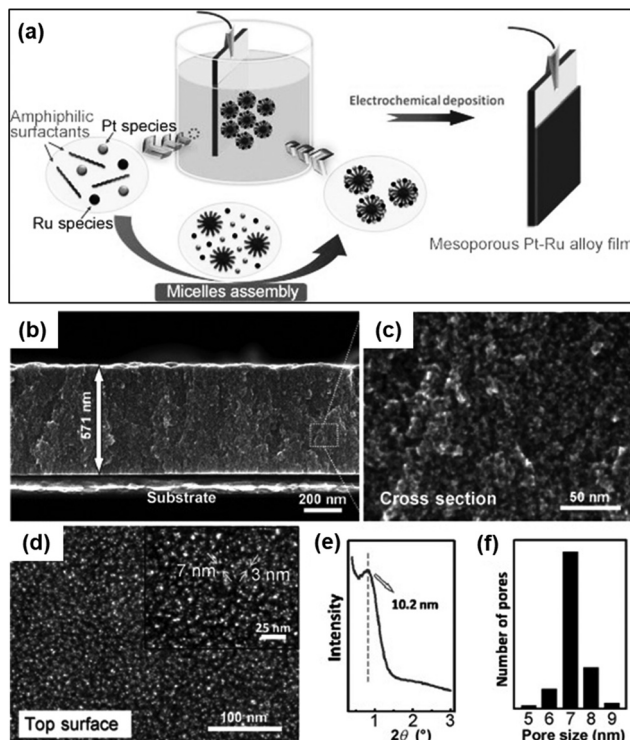 (a)
Amphiphilic
surfactants
Pt species
Ru species
Micelles assembly
Electrochemical deposition
Mesoporous Pt-Ru alloy film
(b)
571 nm
Substrate
200 nm
(c)
Cross section
50 nm
(d)
7 nm
3 nm
25 nm
Top surface
100 nm
(e)
Intensity
10.2 nm
1 2 3
2θ (°)
(f)
Number of pores
5 6 7 8 9
Pore size (nm)